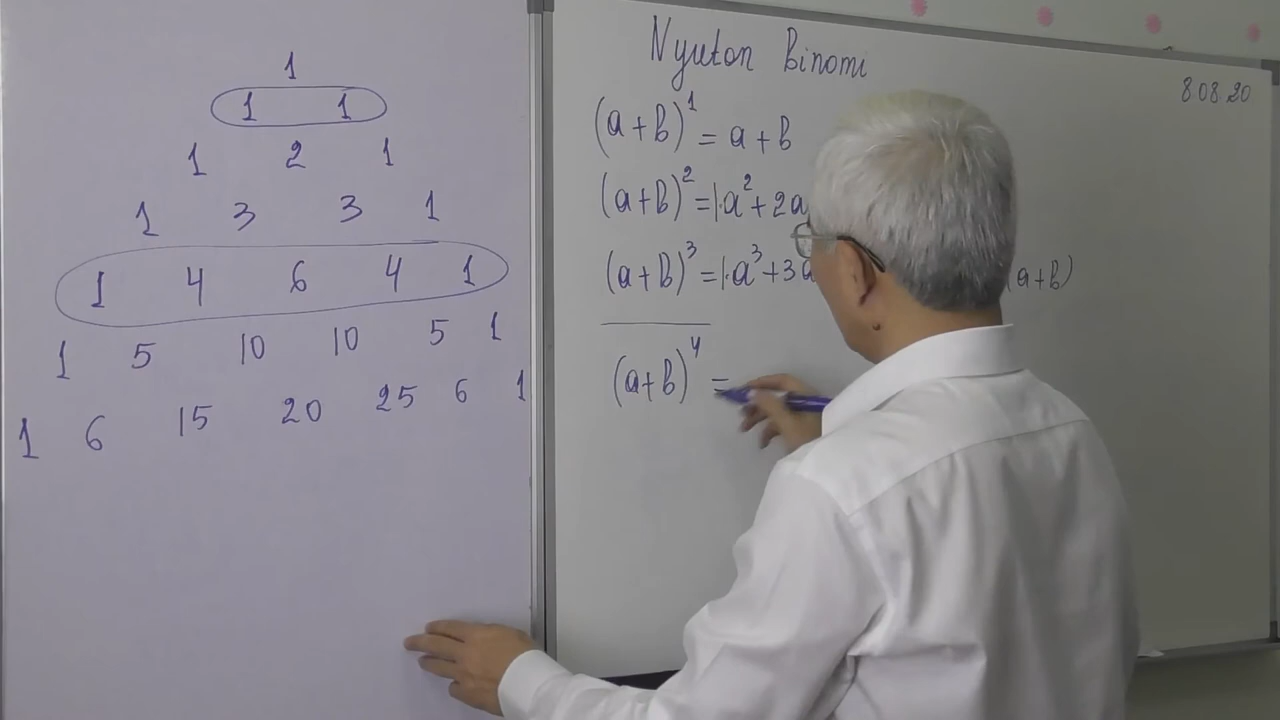 1
1 1
1 2 1
1 3 3 1
1 4 6 4 1
1 5 10 10 5 1
1 6 15 20 25 6 1
Nyuton Binomi
8 08 20
(a+b)^1 = a+b
(a+b)^2 = 1·a^2 + 2a
(a+b)^3 = 1·a^3 + 3a (a+b)
(a+b)^4 =